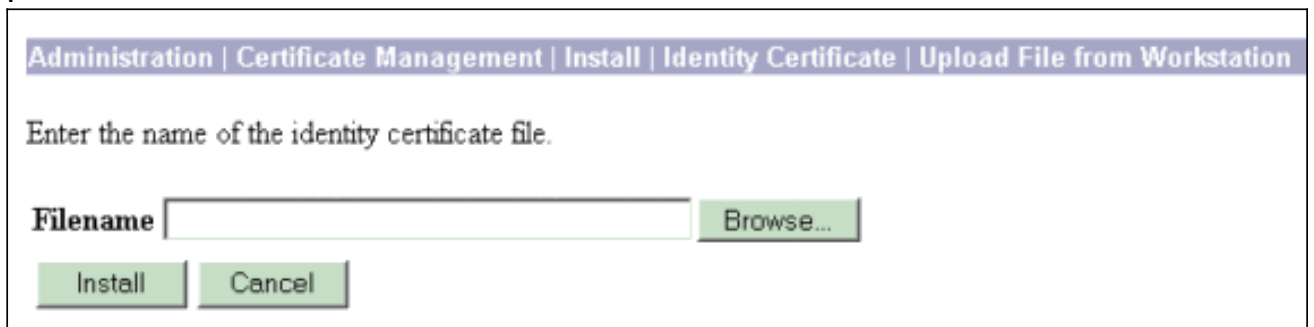 Administration | Certificate Management | Install | Identity Certificate | Upload File from Workstation
Enter the name of the identity certificate file.
Filename Browse...
Install Cancel